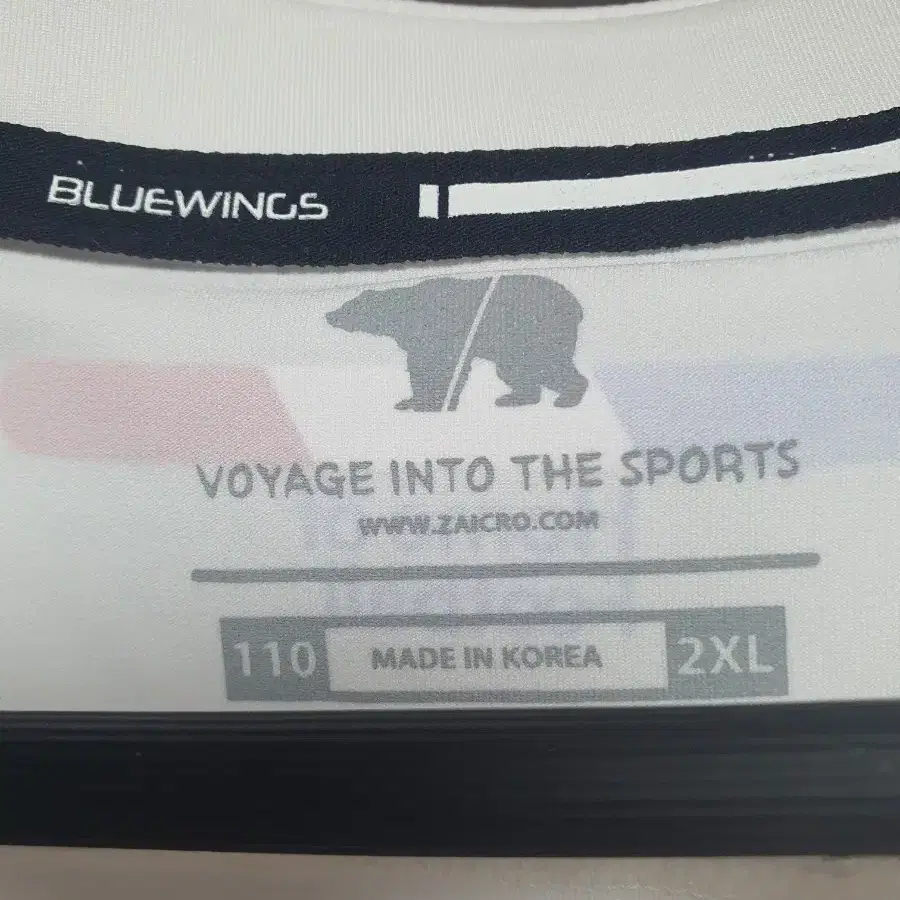 BLUEWINGS
VOYAGE INTO THE SPORTS
WWW.ZAICRO.COM
110 MADE IN KOREA 2XL